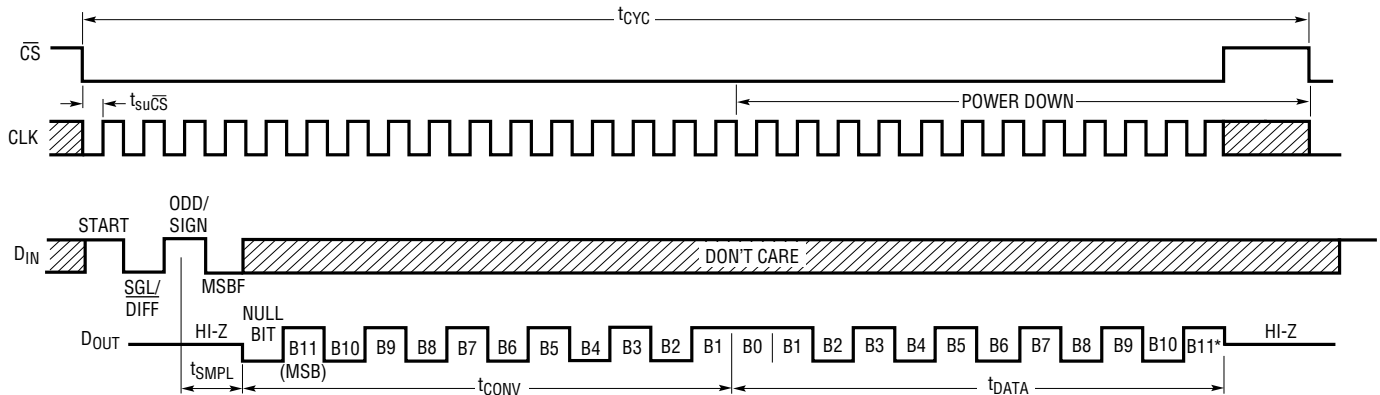 tCYC
CS
tsuCS
POWER DOWN
CLK
START
ODD/
SIGN
DIN
DON'T CARE
SGL/
DIFF
MSBF
NULL
BIT
DOUT
HI-Z
B11
(MSB)
B10
B9
B8
B7
B6
B5
B4
B3
B2
B1
B0
B1
B2
B3
B4
B5
B6
B7
B8
B9
B10
B11*
HI-Z
tSMPL
tCONV
tDATA